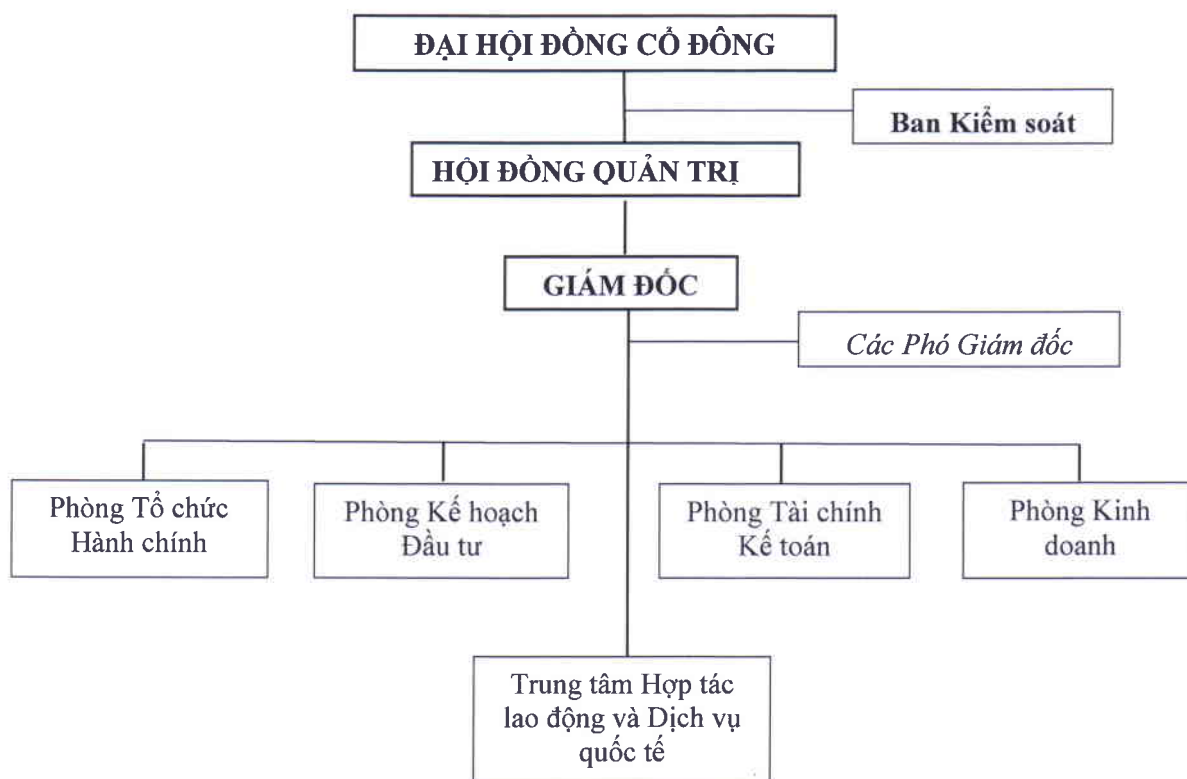 ĐẠI HỘI ĐỒNG CỔ ĐÔNG
Ban Kiểm soát
HỘI ĐỒNG QUẢN TRỊ
GIÁM ĐỐC
Các Phó Giám đốc
Phòng Tổ chức
Hành chính
Phòng Kế hoạch
Đầu tư
Phòng Tài chính
Kế toán
Phòng Kinh
doanh
Trung tâm Hợp tác
lao động và Dịch vụ
quốc tế